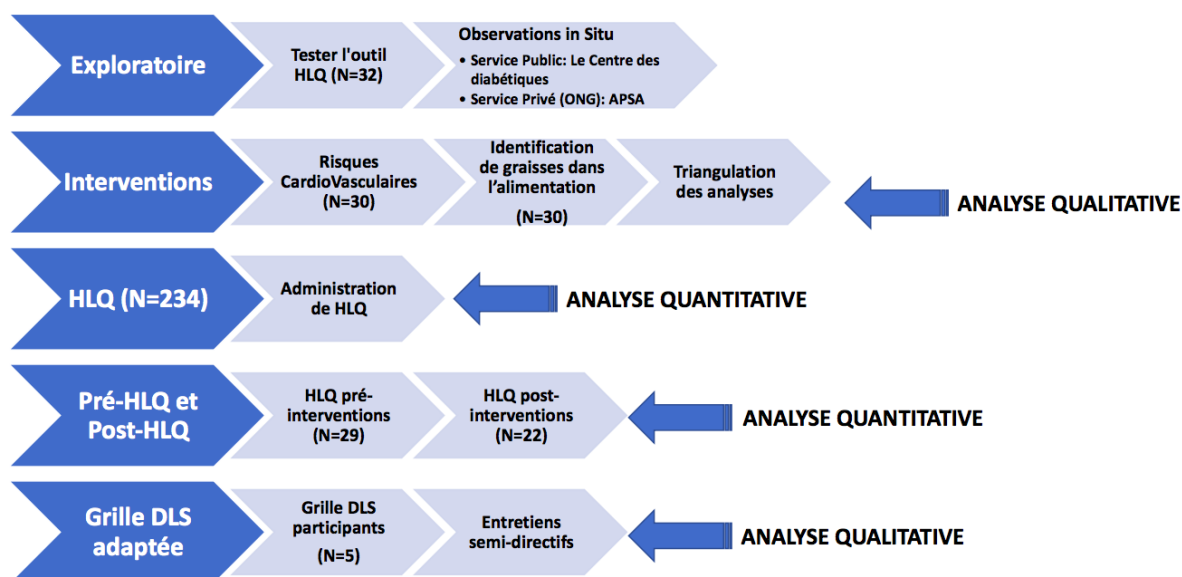 Exploratoire
Tester l'outil
HLQ (N=32)
Observations in Situ
• Service Public: Le Centre des
diabétiques
• Service Privé (ONG): APSA
Interventions
Risques
CardioVasculaires
(N=30)
Identification
de graisses dans
l’alimentation
(N=30)
Triangulation
des analyses
ANALYSE QUALITATIVE
HLQ (N=234)
Administration
de HLQ
ANALYSE QUANTITATIVE
Pré-HLQ et
Post-HLQ
HLQ pré-
interventions
(N=29)
HLQ post-
interventions
(N=22)
ANALYSE QUANTITATIVE
Grille DLS
adaptée
Grille DLS
participants
(N=5)
Entretiens
semi-directifs
ANALYSE QUALITATIVE